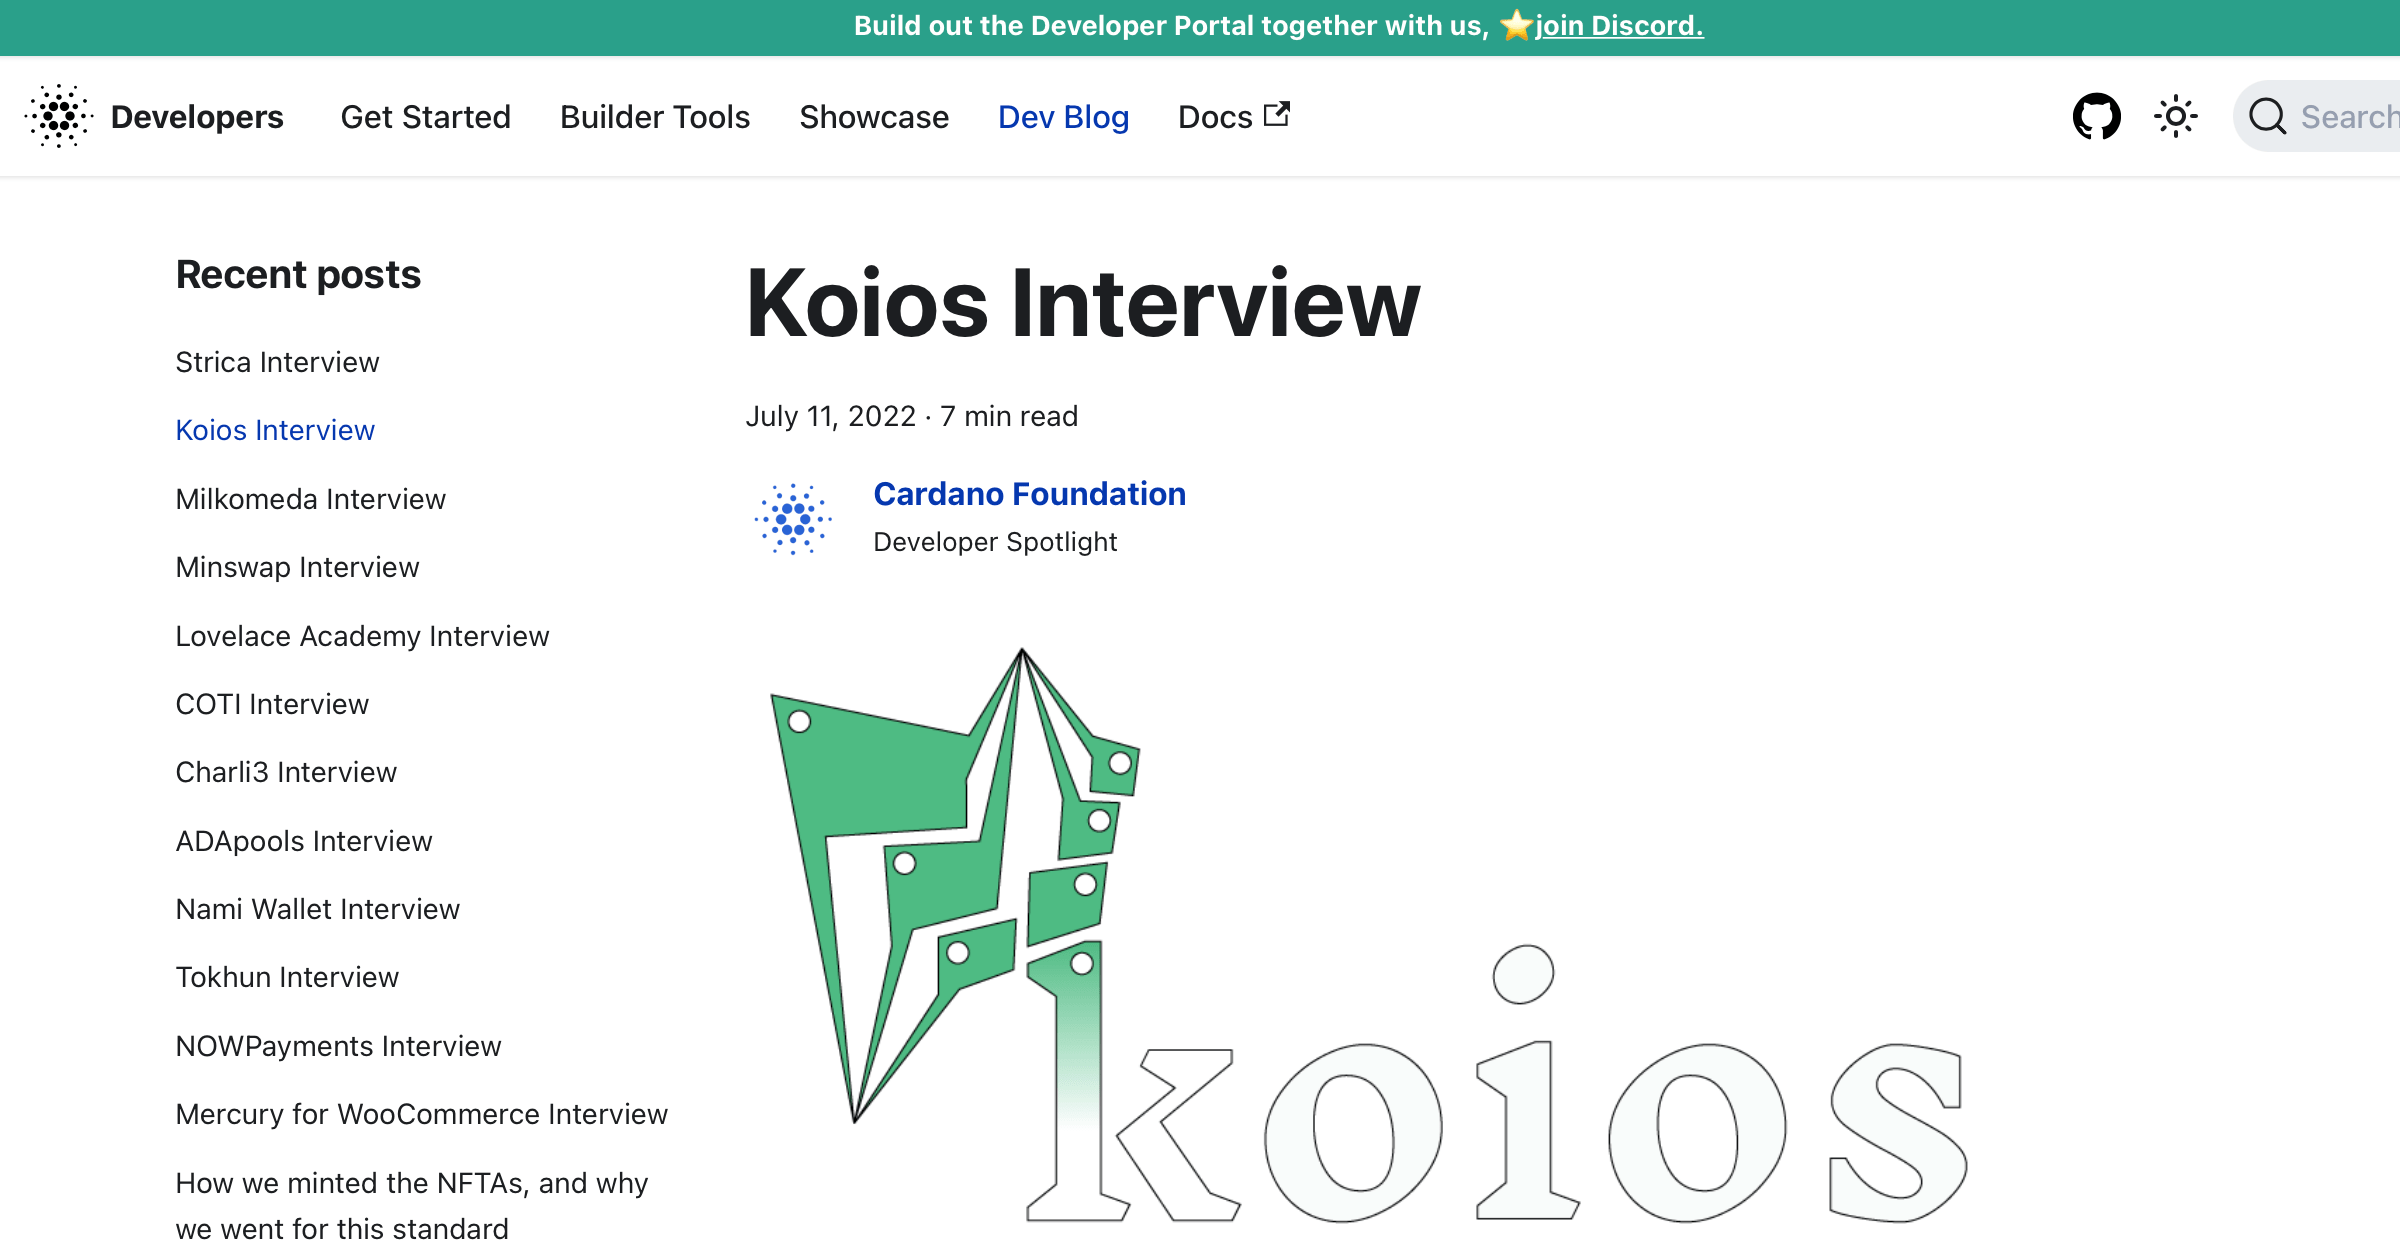 Build out the Developer Portal together with us, ⭐join Discord.
Developers Get Started Builder Tools Showcase Dev Blog Docs Search
Recent posts
Strica Interview
Koios Interview
Milkomeda Interview
Minswap Interview
Lovelace Academy Interview
COTI Interview
Charli3 Interview
ADApools Interview
Nami Wallet Interview
Tokhun Interview
NOWPayments Interview
Mercury for WooCommerce Interview
How we minted the NFTAs, and why
we went for this standard
Koios Interview
July 11, 2022 · 7 min read
Cardano Foundation
Developer Spotlight
koios